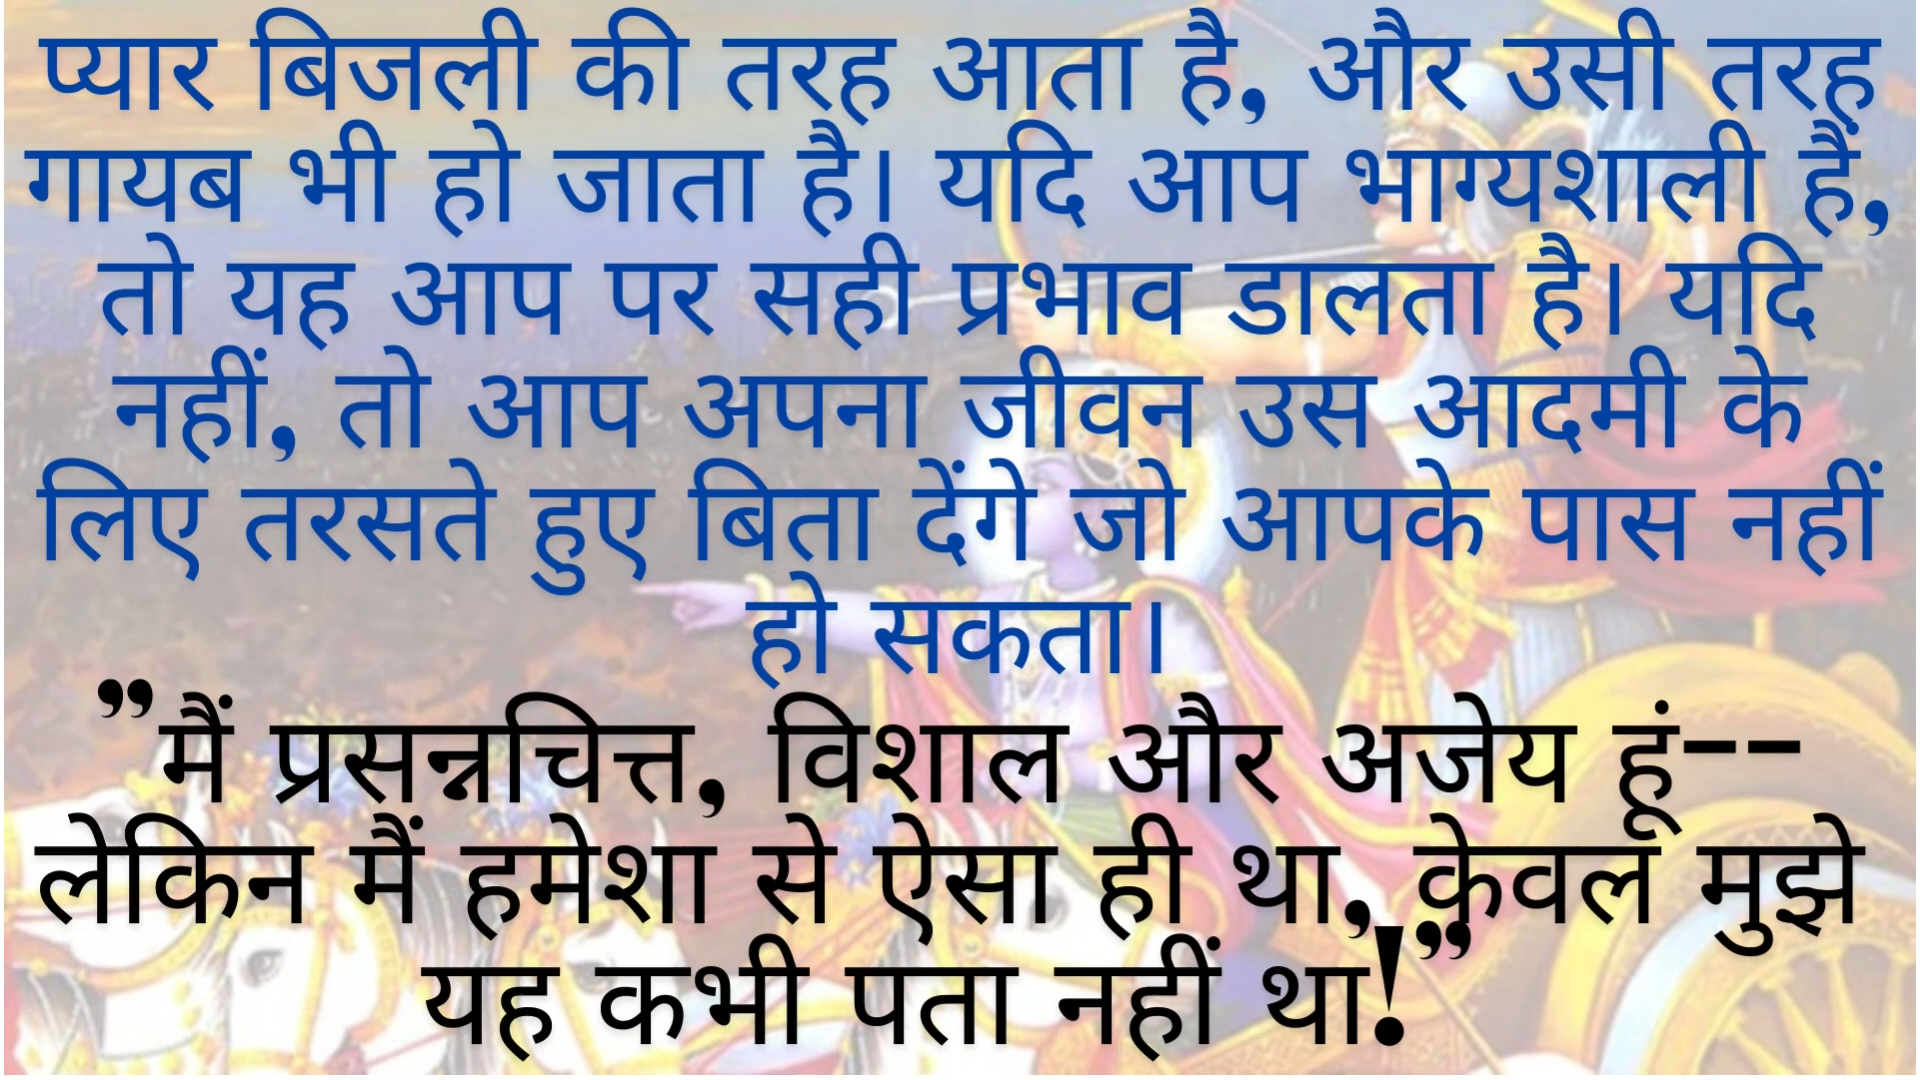 प्यार बिजली की तरह आता है, और उसी तरह
गायब भी हो जाता है। यदि आप भाग्यशाली हैं,
तो यह आप पर सही प्रभाव डालता है। यदि
नहीं, तो आप अपना जीवन उस आदमी के
लिए तरसते हुए बिता देंगे जो आपके पास नहीं
हो सकता।
”मैं प्रसन्नचित्त, विशाल और अजेय हूं--
लेकिन मैं हमेशा से ऐसा ही था, केवल मुझे
यह कभी पता नहीं था!”